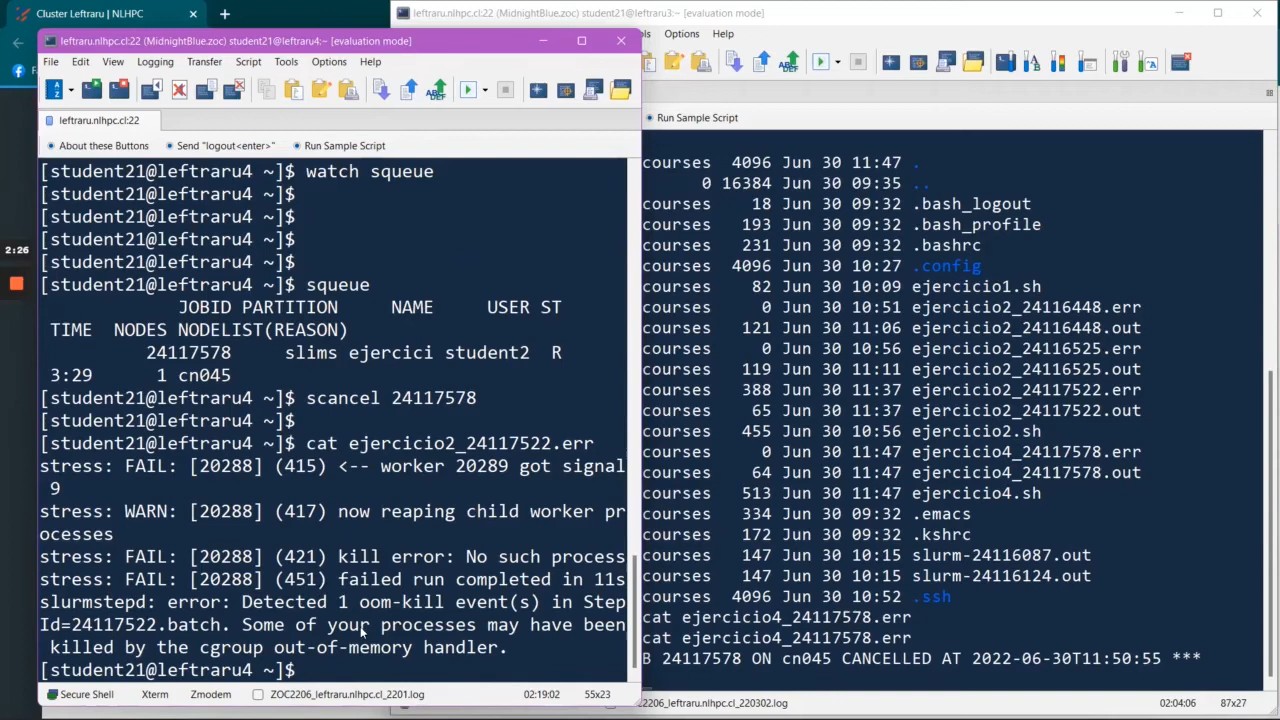 Cluster Leftraru | NLHPC
leftraru.nlhpc.cl:22 (MidnightBlue.zoc) student21@leftraru3:~ [evaluation mode]
Options Help
Run Sample Script
courses 4096 Jun 30 11:47 .
0 16384 Jun 30 09:35 ..
courses 18 Jun 30 09:32 .bash_logout
courses 193 Jun 30 09:32 .bash_profile
courses 231 Jun 30 09:32 .bashrc
courses 4096 Jun 30 10:27 .config
courses 82 Jun 30 10:09 ejercicio1.sh
courses 0 Jun 30 10:51 ejercicio2_24116448.err
courses 121 Jun 30 11:06 ejercicio2_24116448.out
courses 0 Jun 30 10:56 ejercicio2_24116525.err
courses 119 Jun 30 11:11 ejercicio2_24116525.out
courses 388 Jun 30 11:37 ejercicio2_24117522.err
courses 65 Jun 30 11:37 ejercicio2_24117522.out
courses 455 Jun 30 10:56 ejercicio2.sh
courses 0 Jun 30 11:47 ejercicio4_24117578.err
courses 64 Jun 30 11:47 ejercicio4_24117578.out
courses 513 Jun 30 11:47 ejercicio4.sh
courses 334 Jun 30 09:32 .emacs
courses 172 Jun 30 09:32 .kshrc
courses 147 Jun 30 10:15 slurm-24116087.out
courses 147 Jun 30 10:15 slurm-24116124.out
courses 4096 Jun 30 10:52 .ssh
cat ejercicio4_24117578.err
cat ejercicio4_24117578.err
B 24117578 ON cn045 CANCELLED AT 2022-06-30T11:50:55 ***
2206_leftraru.nlhpc.cl_220302.log 02:04:06 87x27
2:26
leftraru.nlhpc.cl:22 (MidnightBlue.zoc) student21@leftraru4:~ [evaluation mode]
File Edit View Logging Transfer Script Tools Options Help
leftraru.nlhpc.cl:22
About these Buttons Send "logout<enter>" Run Sample Script
[student21@leftraru4 ~]$ watch squeue
[student21@leftraru4 ~]$
[student21@leftraru4 ~]$
[student21@leftraru4 ~]$
[student21@leftraru4 ~]$
[student21@leftraru4 ~]$ squeue
JOBID PARTITION NAME USER ST
TIME NODES NODELIST(REASON)
24117578 slims ejercici student2 R
3:29 1 cn045
[student21@leftraru4 ~]$ scancel 24117578
[student21@leftraru4 ~]$
[student21@leftraru4 ~]$ cat ejercicio2_24117522.err
stress: FAIL: [20288] (415) <-- worker 20289 got signal
9
stress: WARN: [20288] (417) now reaping child worker pr
ocesses
stress: FAIL: [20288] (421) kill error: No such process
stress: FAIL: [20288] (451) failed run completed in 11s
slurmstepd: error: Detected 1 oom-kill event(s) in Step
Id=24117522.batch. Some of your processes may have been
killed by the cgroup out-of-memory handler.
[student21@leftraru4 ~]$
Secure Shell Xterm Zmodem ZOC2206_leftraru.nlhpc.cl_2201.log 02:19:02 55x23